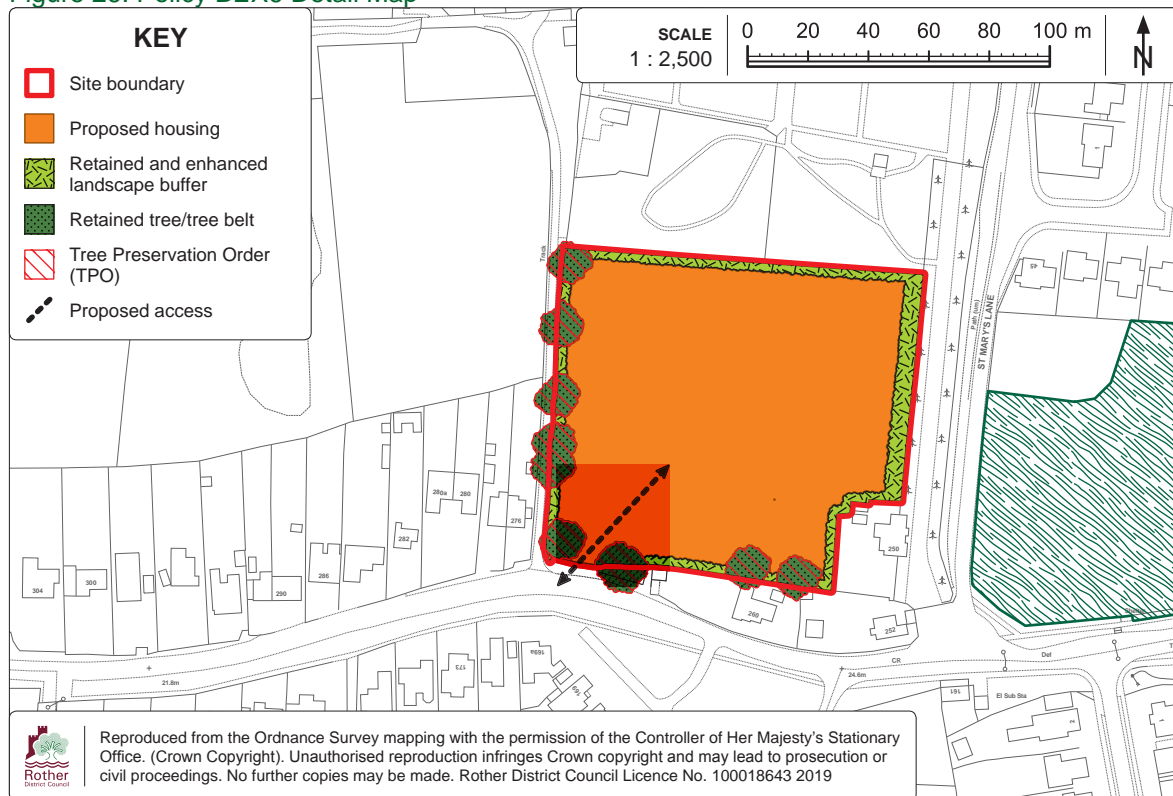 KEY
Site boundary
Proposed housing
Retained and enhanced
landscape buffer
Retained tree/tree belt
Tree Preservation Order
(TPO)
Proposed access
SCALE
1 : 2,500
0 20 40 60 80 100 m
N
Track
Path (um)
ST MARY'S LANE
1
45
280a
280
276
282
286
290
300
304
250
260
252
173
169a
169
161
2
1
21.8m
24.6m
CR
Def
El Sub Sta
Rother
District Council
Reproduced from the Ordnance Survey mapping with the permission of the Controller of Her Majesty's Stationary
Office. (Crown Copyright). Unauthorised reproduction infringes Crown copyright and may lead to prosecution or
civil proceedings. No further copies may be made. Rother District Council Licence No. 100018643 2019